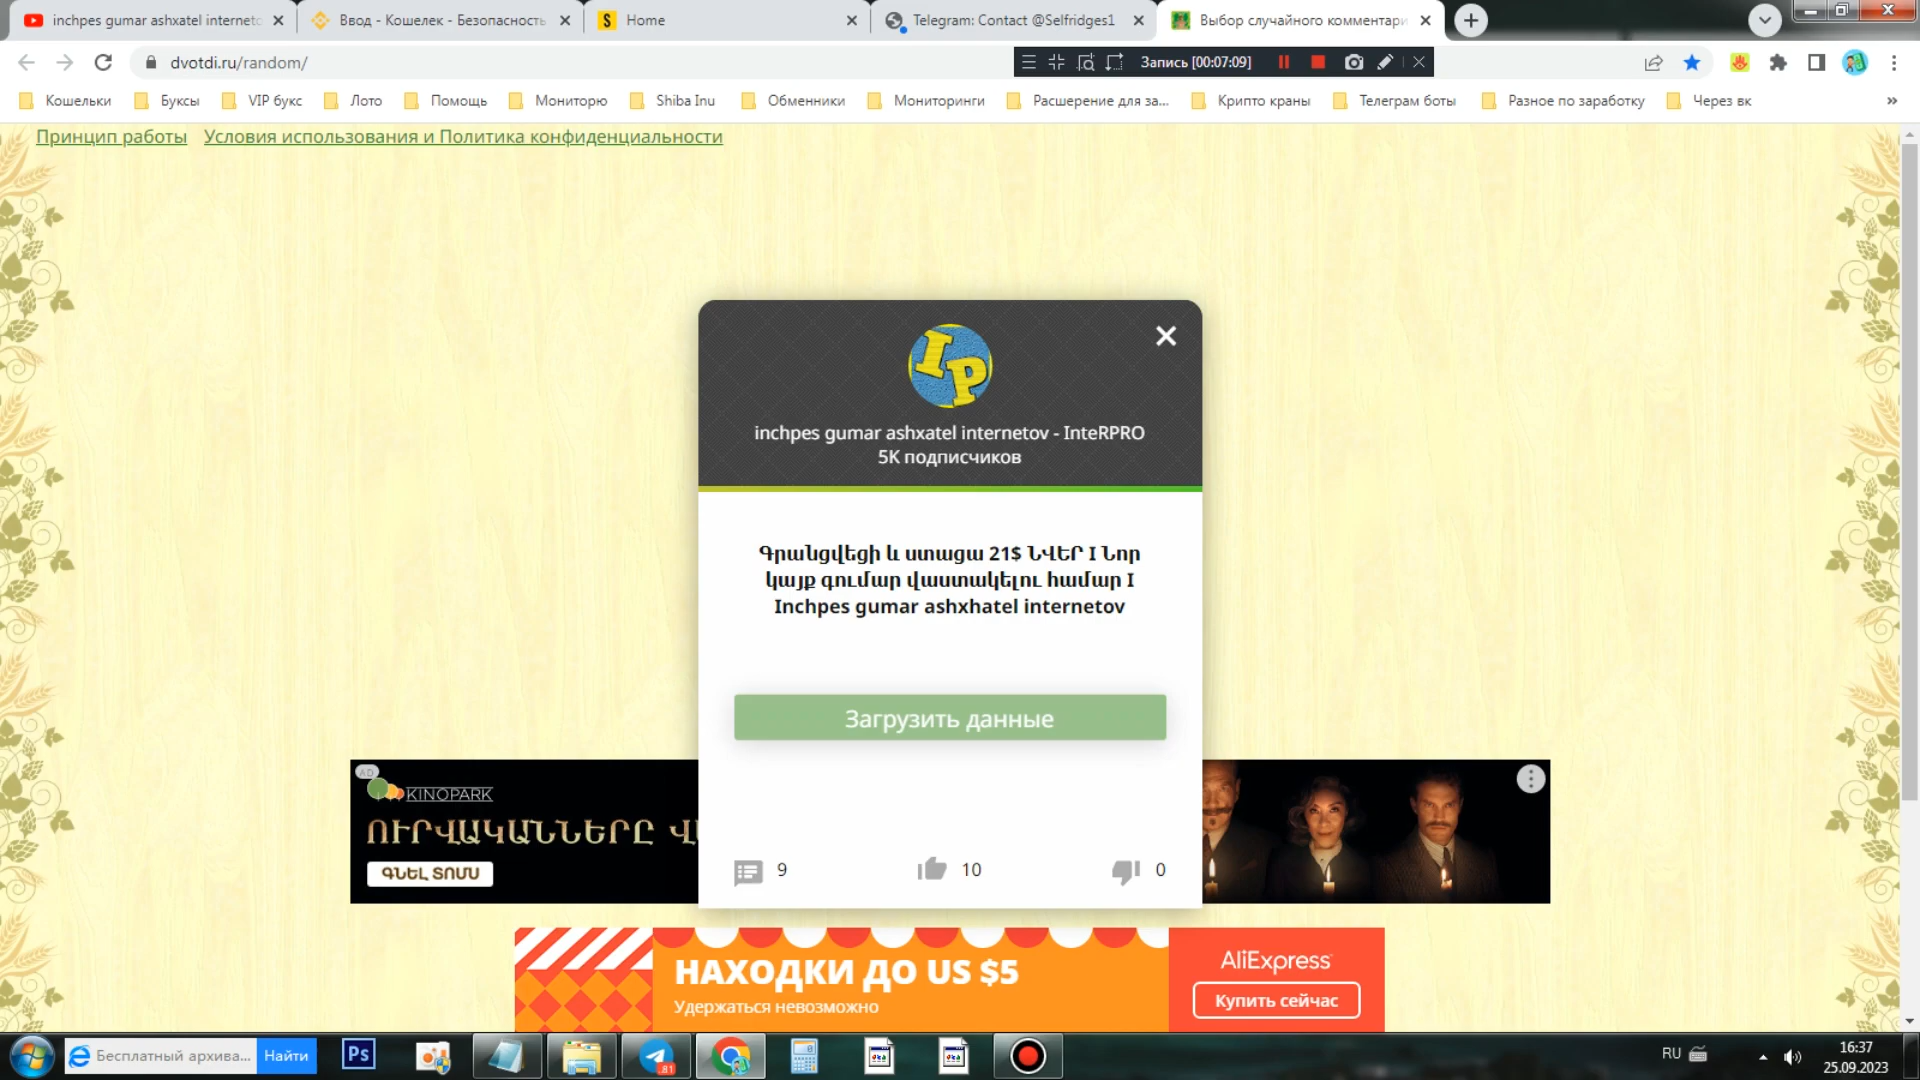 inchpes gumar ashxatel interneto
Ввод - Кошелек - Безопасность
Home
Telegram: Contact @Selfridges1
Выбор случайного комментари
dvotdi.ru/random/
Запись [00:07:09]
Кошельки
Буксы
VIP букс
Лото
Помощь
Мониторю
Shiba Inu
Обменники
Мониторинги
Расширение для за...
Крипто краны
Телеграм боты
Разное по заработку
Через вк
»
Принцип работы
Условия использования и Политика конфиденциальности
IP
inchpes gumar ashxatel internetov - InteRPRO
5K подписчиков
Գրանցվեցի և ստացա 21$ ՆՎԵՐ I Նոր
կայք գումար վաստակելու համար I
Inchpes gumar ashxhatel internetov
Загрузить данные
9
10
0
AD
KINOPARK
ՈՒՐՎԱԿԱՆՆԵՐԸ Վ
ԳՆԵԼ ՏՈՄՍ
НАХОДКИ ДО US $5
Удержаться невозможно
AliExpress
Купить сейчас
Бесплатный архива...
Найти
Ps
81
RU
16:37
25.09.2023